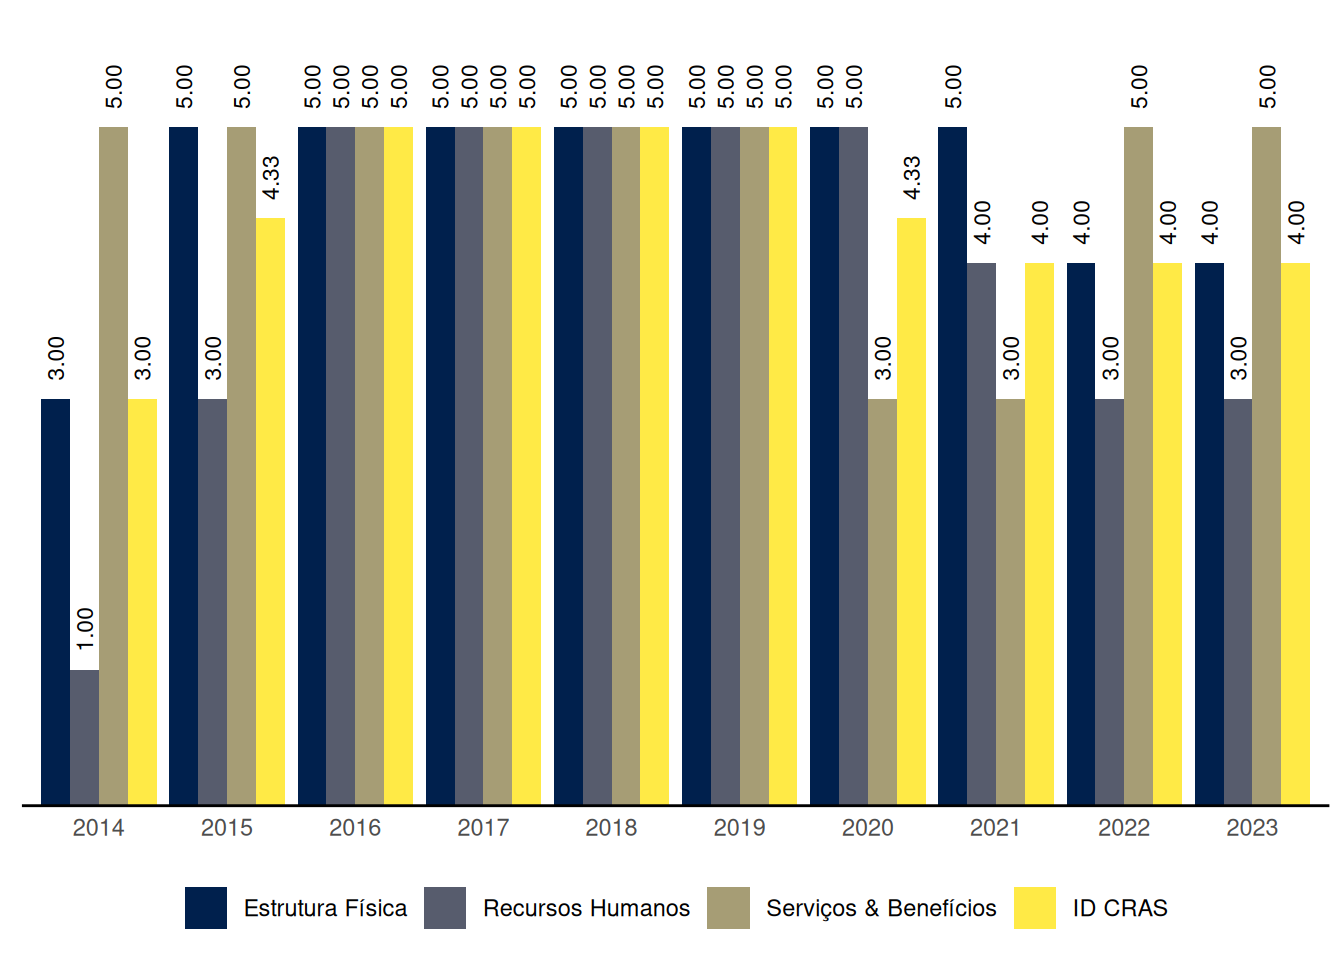 5.00 5.00 5.00 5.00 5.00 5.00 5.00 5.00 5.00 5.00 5.00 5.00 5.00 5.00 5.00 5.00 5.00 5.00 5.00 5.00 5.00 5.00 5.00 5.00
4.33 4.33
4.00 4.00 4.00 4.00 4.00 4.00
3.00 3.00 3.00 3.00 3.00 3.00 3.00
1.00
2014 2015 2016 2017 2018 2019 2020 2021 2022 2023
Estrutura Física Recursos Humanos Serviços & Benefícios ID CRAS